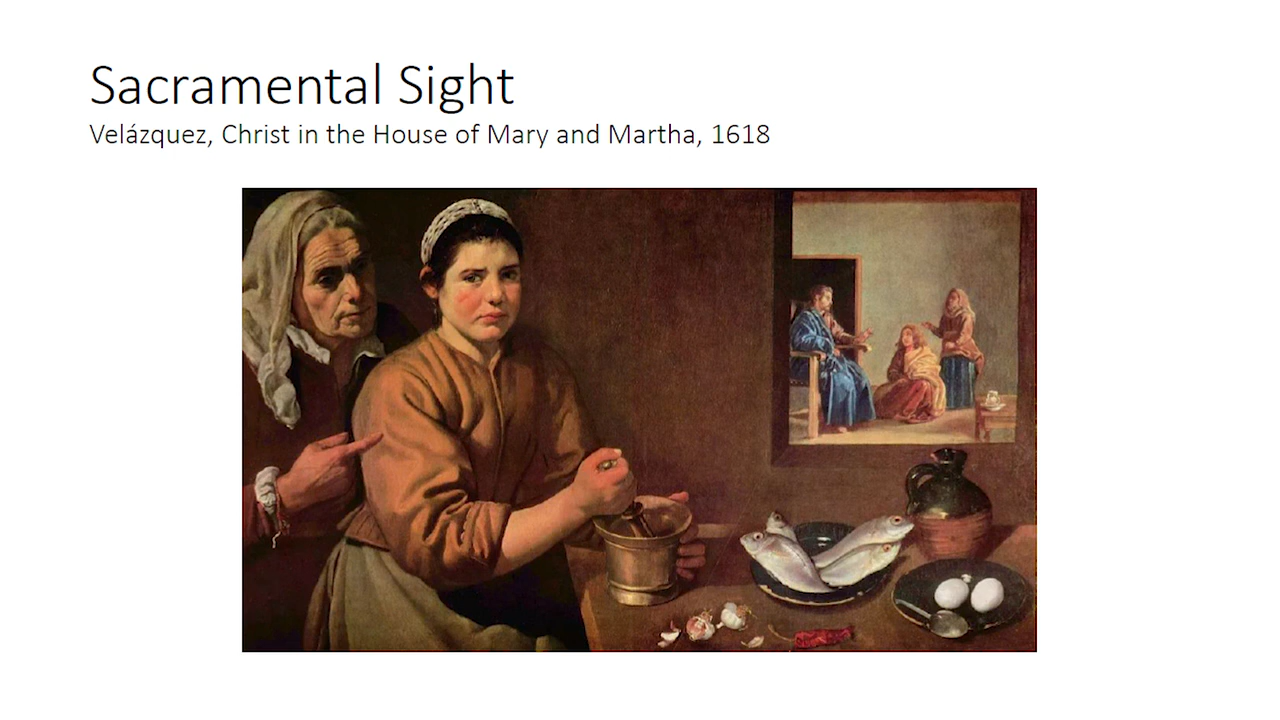 Sacramental Sight
Velázquez, Christ in the House of Mary and Martha, 1618